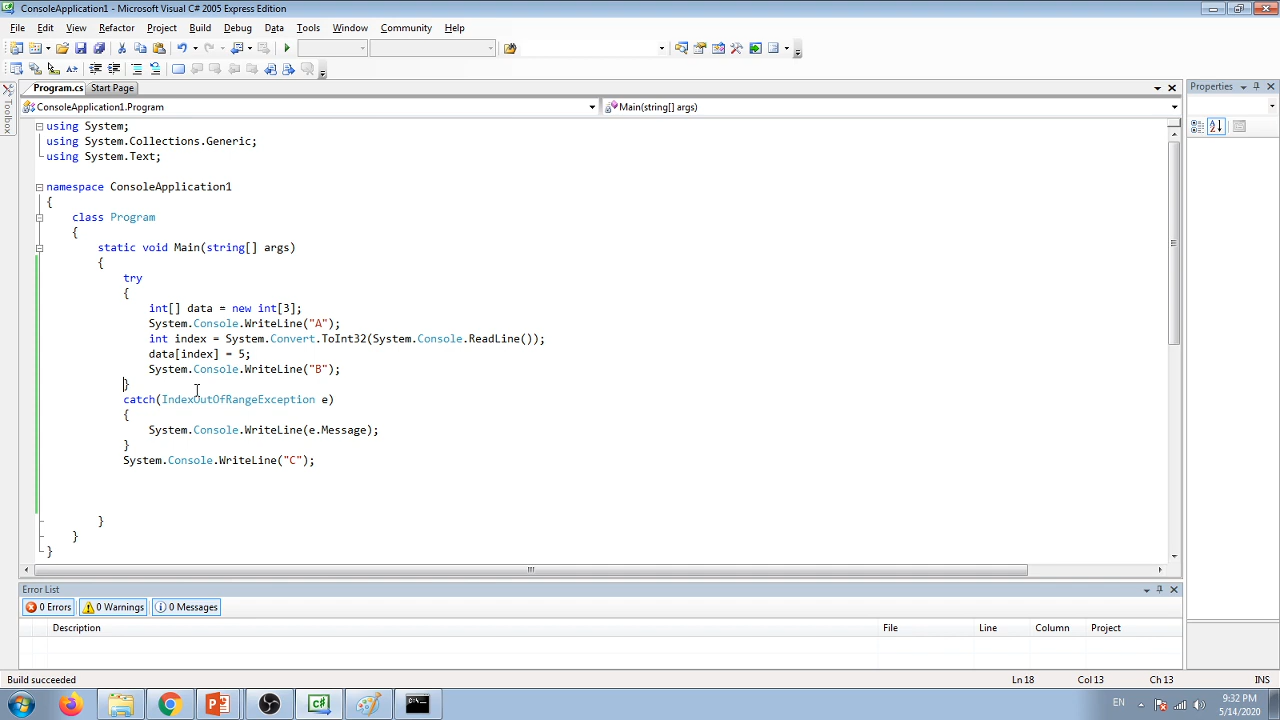 ConsoleApplication1 - Microsoft Visual C# 2005 Express Edition
File Edit View Refactor Project Build Debug Data Tools Window Community Help
Program.cs Start Page
Properties
Toolbox
ConsoleApplication1.Program
Main(string[] args)
using System;
using System.Collections.Generic;
using System.Text;
namespace ConsoleApplication1
{
class Program
{
static void Main(string[] args)
{
try
{
int[] data = new int[3];
System.Console.WriteLine("A");
int index = System.Convert.ToInt32(System.Console.ReadLine());
data[index] = 5;
System.Console.WriteLine("B");
}
catch(IndexOutOfRangeException e)
{
System.Console.WriteLine(e.Message);
}
System.Console.WriteLine("C");
}
}
}
Error List
0 Errors 0 Warnings 0 Messages
Description File Line Column Project
Build succeeded Ln 18 Col 13 Ch 13 INS
EN
9:32 PM
5/14/2020